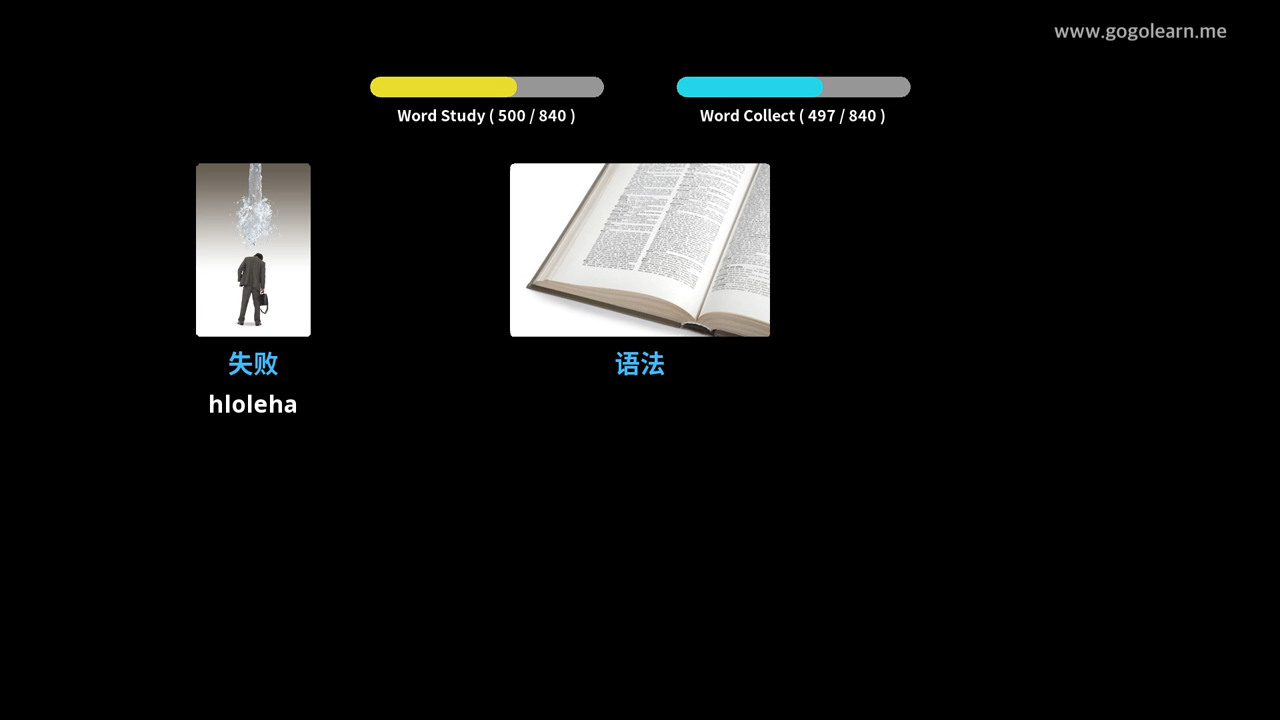 www.gogolearn.me
Word Study ( 500 / 840 )
Word Collect ( 497 / 840 )
失败
语法
hloleha